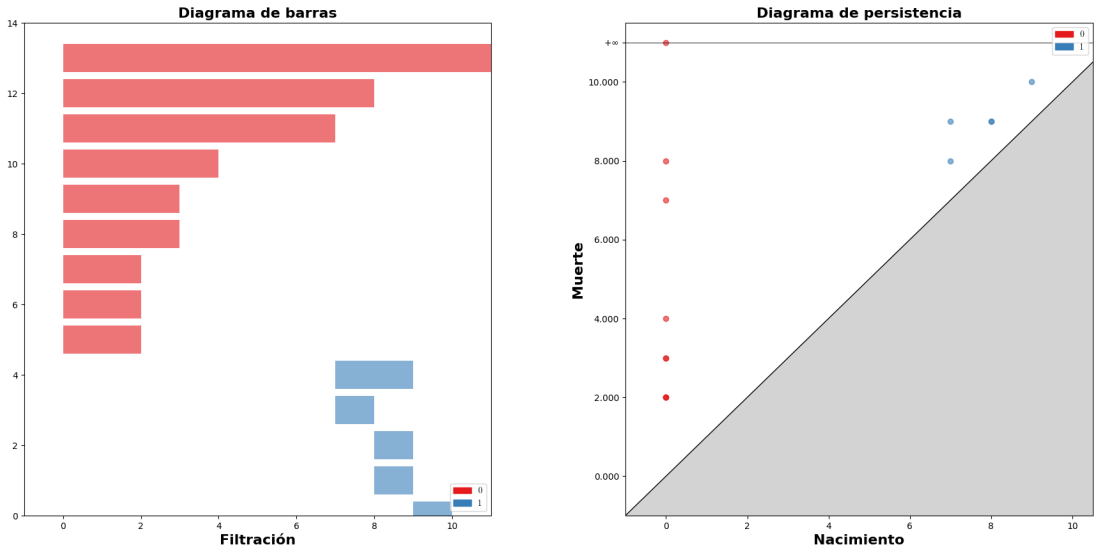 Diagrama de barras
14
12
10
8
6
4
2
0
0 2 4 6 8 10
Filtración
0
1
Diagrama de persistencia
+∞
10.000
8.000
6.000
4.000
2.000
0.000
Muerte
0 2 4 6 8 10
Nacimiento
0
1